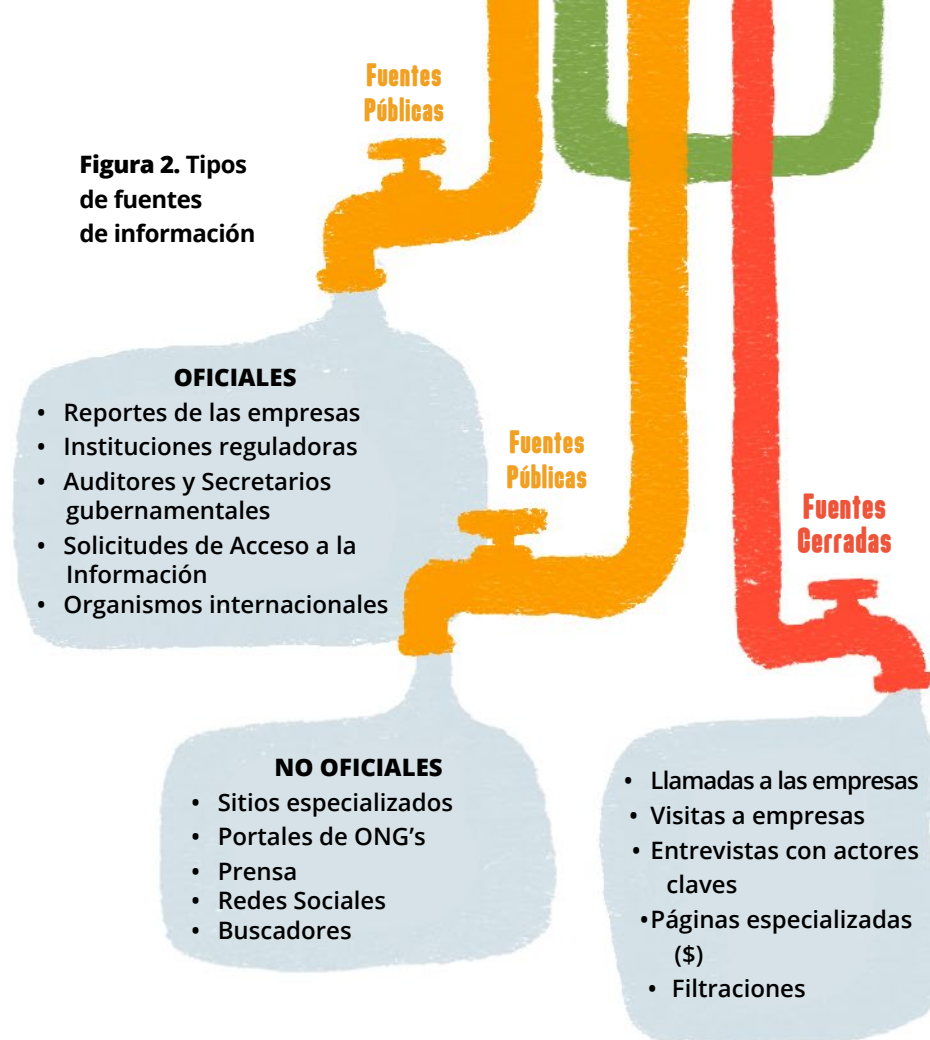 Fuentes
Públicas
Figura 2. Tipos
de fuentes
de información
OFICIALES
• Reportes de las empresas
• Instituciones reguladoras
• Auditores y Secretarios
gubernamentales
• Solicitudes de Acceso a la
Información
• Organismos internacionales
Fuentes
Públicas
NO OFICIALES
• Sitios especializados
• Portales de ONG’s
• Prensa
• Redes Sociales
• Buscadores
Fuentes
Cerradas
• Llamadas a las empresas
• Visitas a empresas
• Entrevistas con actores
claves
•Páginas especializadas
($)
• Filtraciones